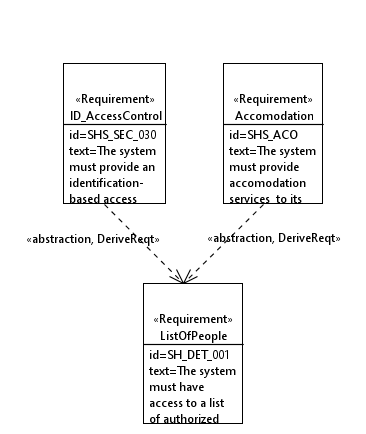 «Requirement»
ID_AccessControl
id=SHS_SEC_030
text=The system
must provide an
identification-
based access
«Requirement»
Accomodation
id=SHS_ACO
text=The system
must provide
accomodation
services to its
«abstraction, DeriveReqt»
«abstraction, DeriveReqt»
«Requirement»
ListOfPeople
id=SH_DET_001
text=The system
must have
access to a list
of authorized